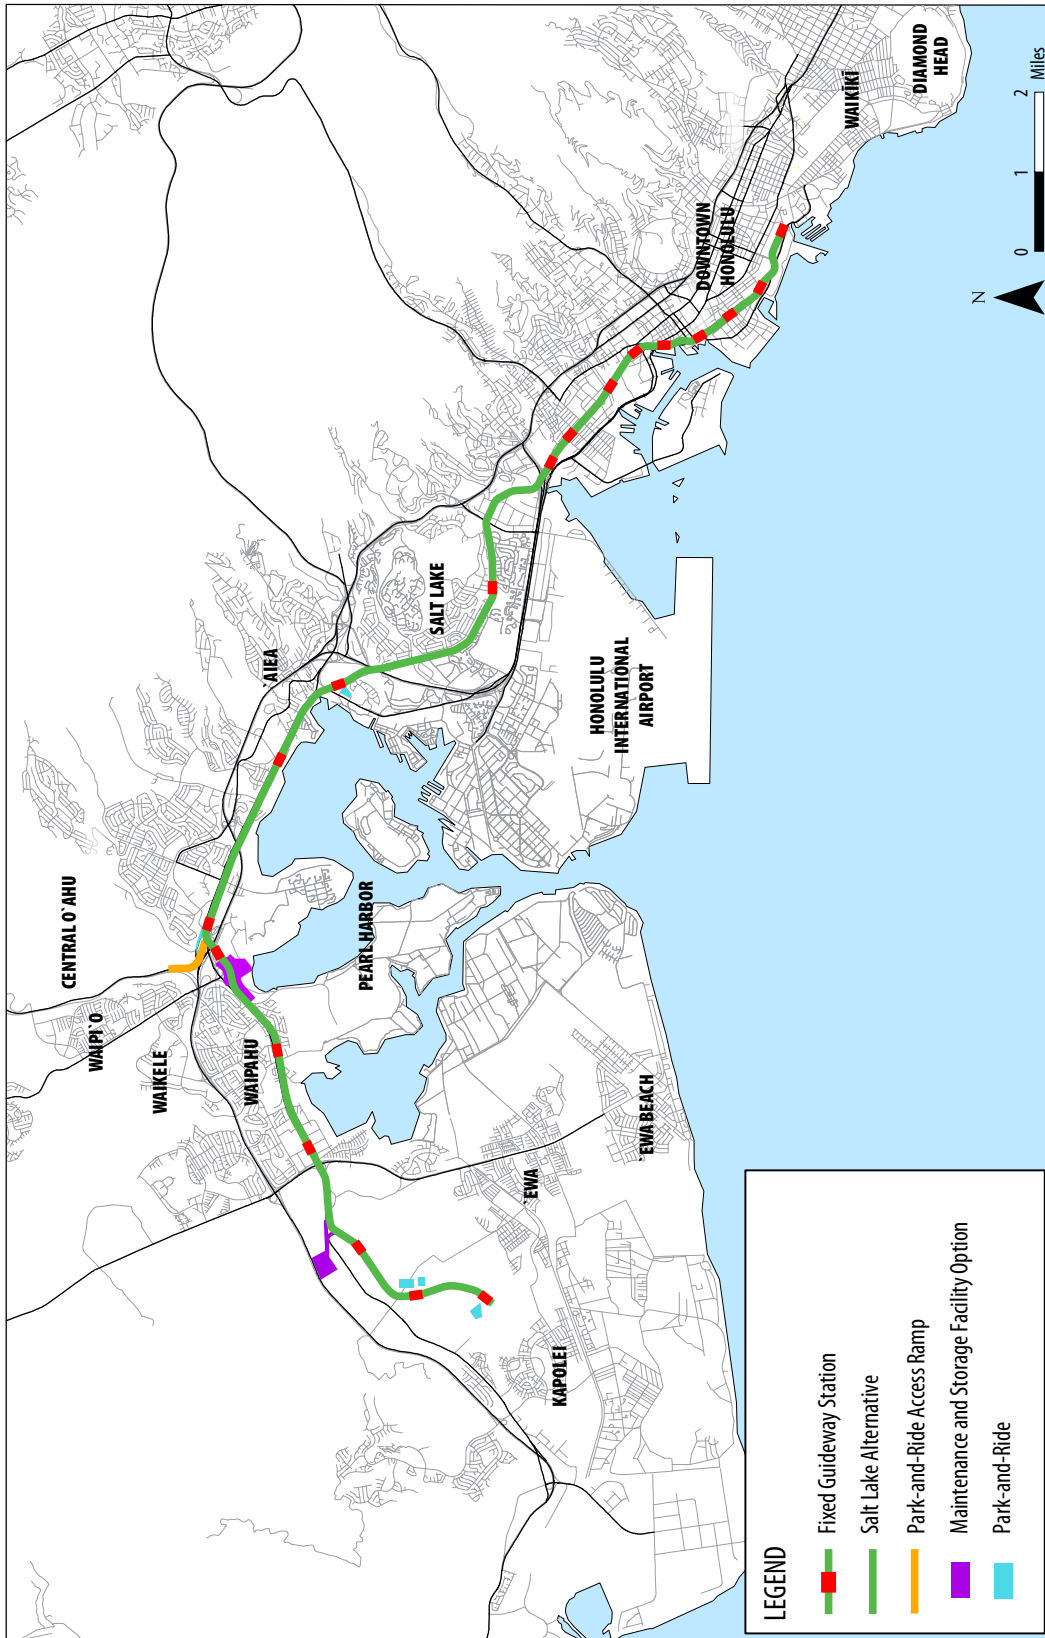 CENTRAL O`AHU
WAIPI`O
WAIKELE
WAIPAHU
`AIEA
SALT LAKE
PEARL HARBOR
HONOLULU
INTERNATIONAL
AIRPORT
DOWNTOWN
HONOLULU
WAIKĪKĪ
DIAMOND
HEAD
`EWA
`EWA BEACH
KAPOLEI
LEGEND
Fixed Guideway Station
Salt Lake Alternative
Park-and-Ride Access Ramp
Maintenance and Storage Facility Option
Park-and-Ride
N
0 1 2
Miles